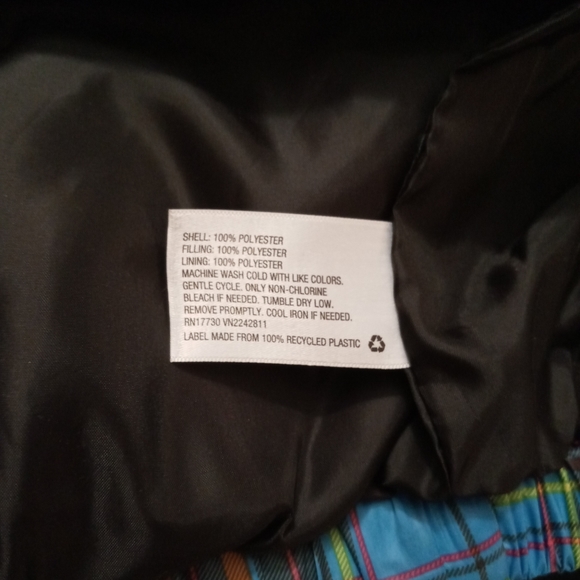 SHELL: 100% POLYESTER
FILLING: 100% POLYESTER
LINING: 100% POLYESTER
MACHINE WASH COLD WITH LIKE COLORS.
GENTLE CYCLE. ONLY NON-CHLORINE
BLEACH IF NEEDED. TUMBLE DRY LOW.
REMOVE PROMPTLY. COOL IRON IF NEEDED.
RN17730 VN2242811
LABEL MADE FROM 100% RECYCLED PLASTIC